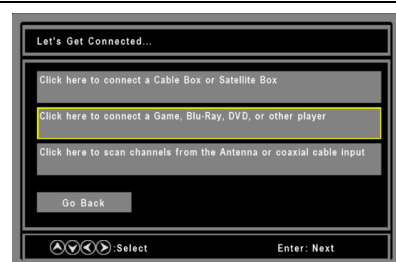 Let's Get Connected...
Click here to connect a Cable Box or Satellite Box
Click here to connect a Game, Blu-Ray, DVD, or other player
Click here to scan channels from the Antenna or coaxial cable input
Go Back
:Select Enter: Next